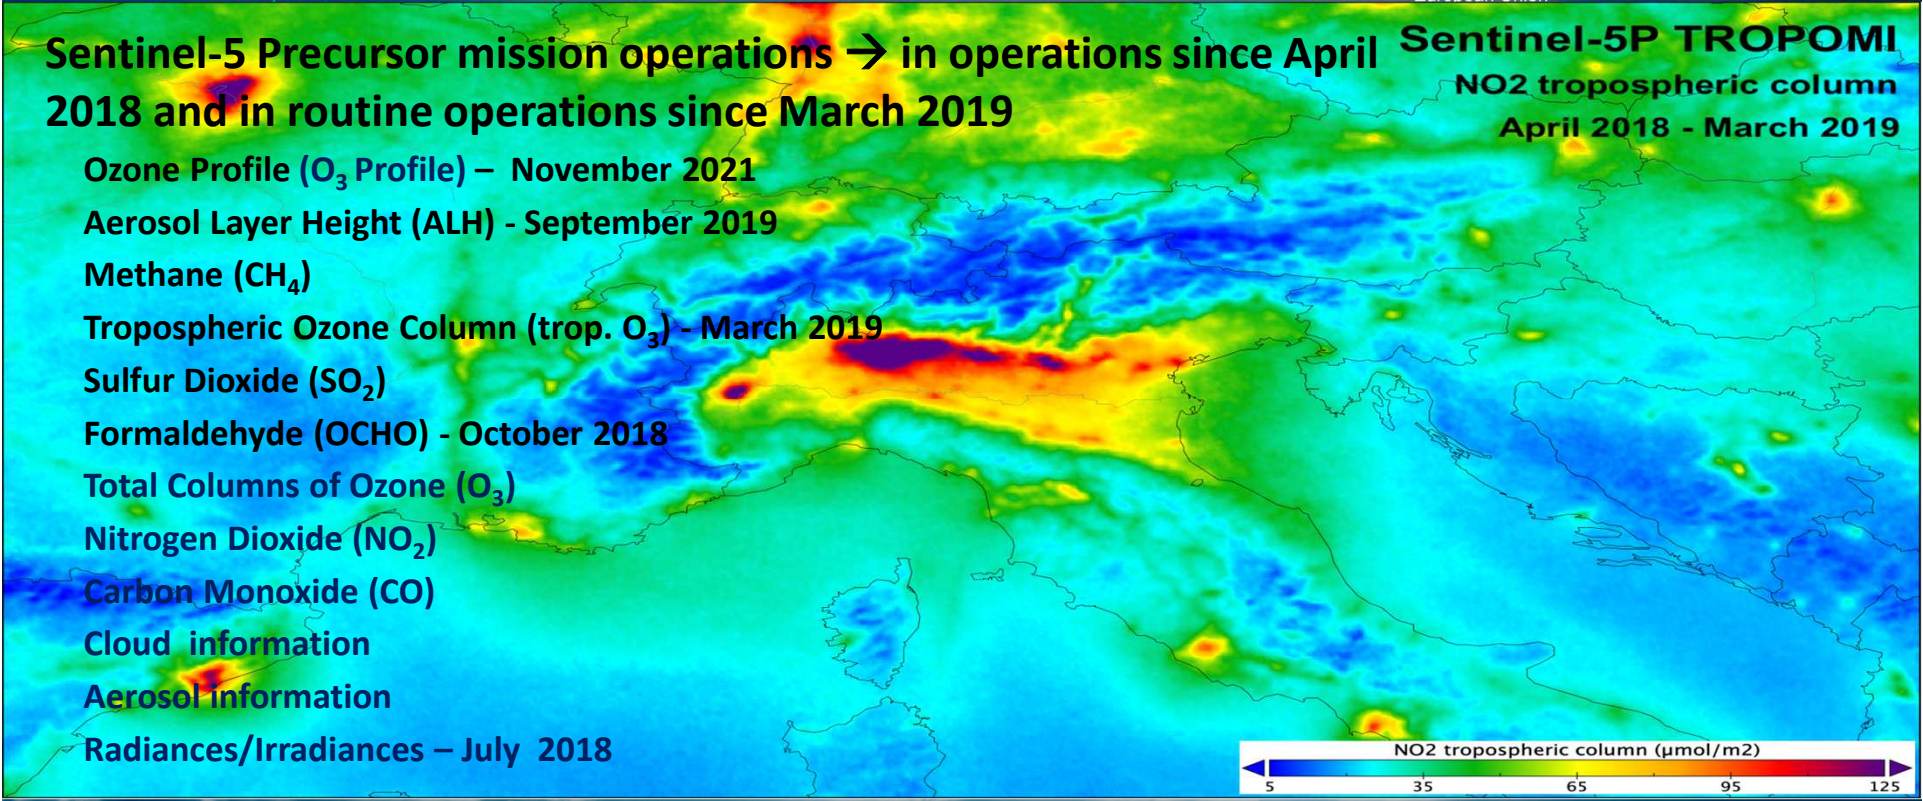 European Union
Sentinel-5 Precursor mission operations → in operations since April
2018 and in routine operations since March 2019
Sentinel-5P TROPOMI
NO2 tropospheric column
April 2018 - March 2019
Ozone Profile (O₃ Profile) – November 2021
Aerosol Layer Height (ALH) - September 2019
Methane (CH₄)
Tropospheric Ozone Column (trop. O₃) - March 2019
Sulfur Dioxide (SO₂)
Formaldehyde (OCHO) - October 2018
Total Columns of Ozone (O₃)
Nitrogen Dioxide (NO₂)
Carbon Monoxide (CO)
Cloud information
Aerosol information
Radiances/Irradiances – July 2018
NO2 tropospheric column (µmol/m2)
5 35 65 95 125